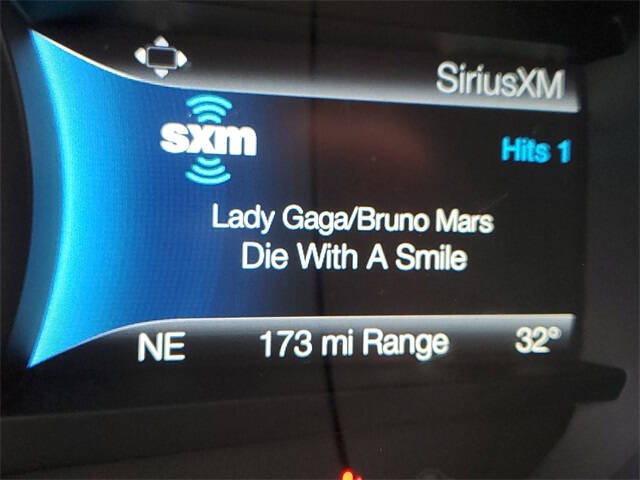 SiriusXM
sxm
Hits 1
Lady Gaga/Bruno Mars
Die With A Smile
NE 173 mi Range 32°